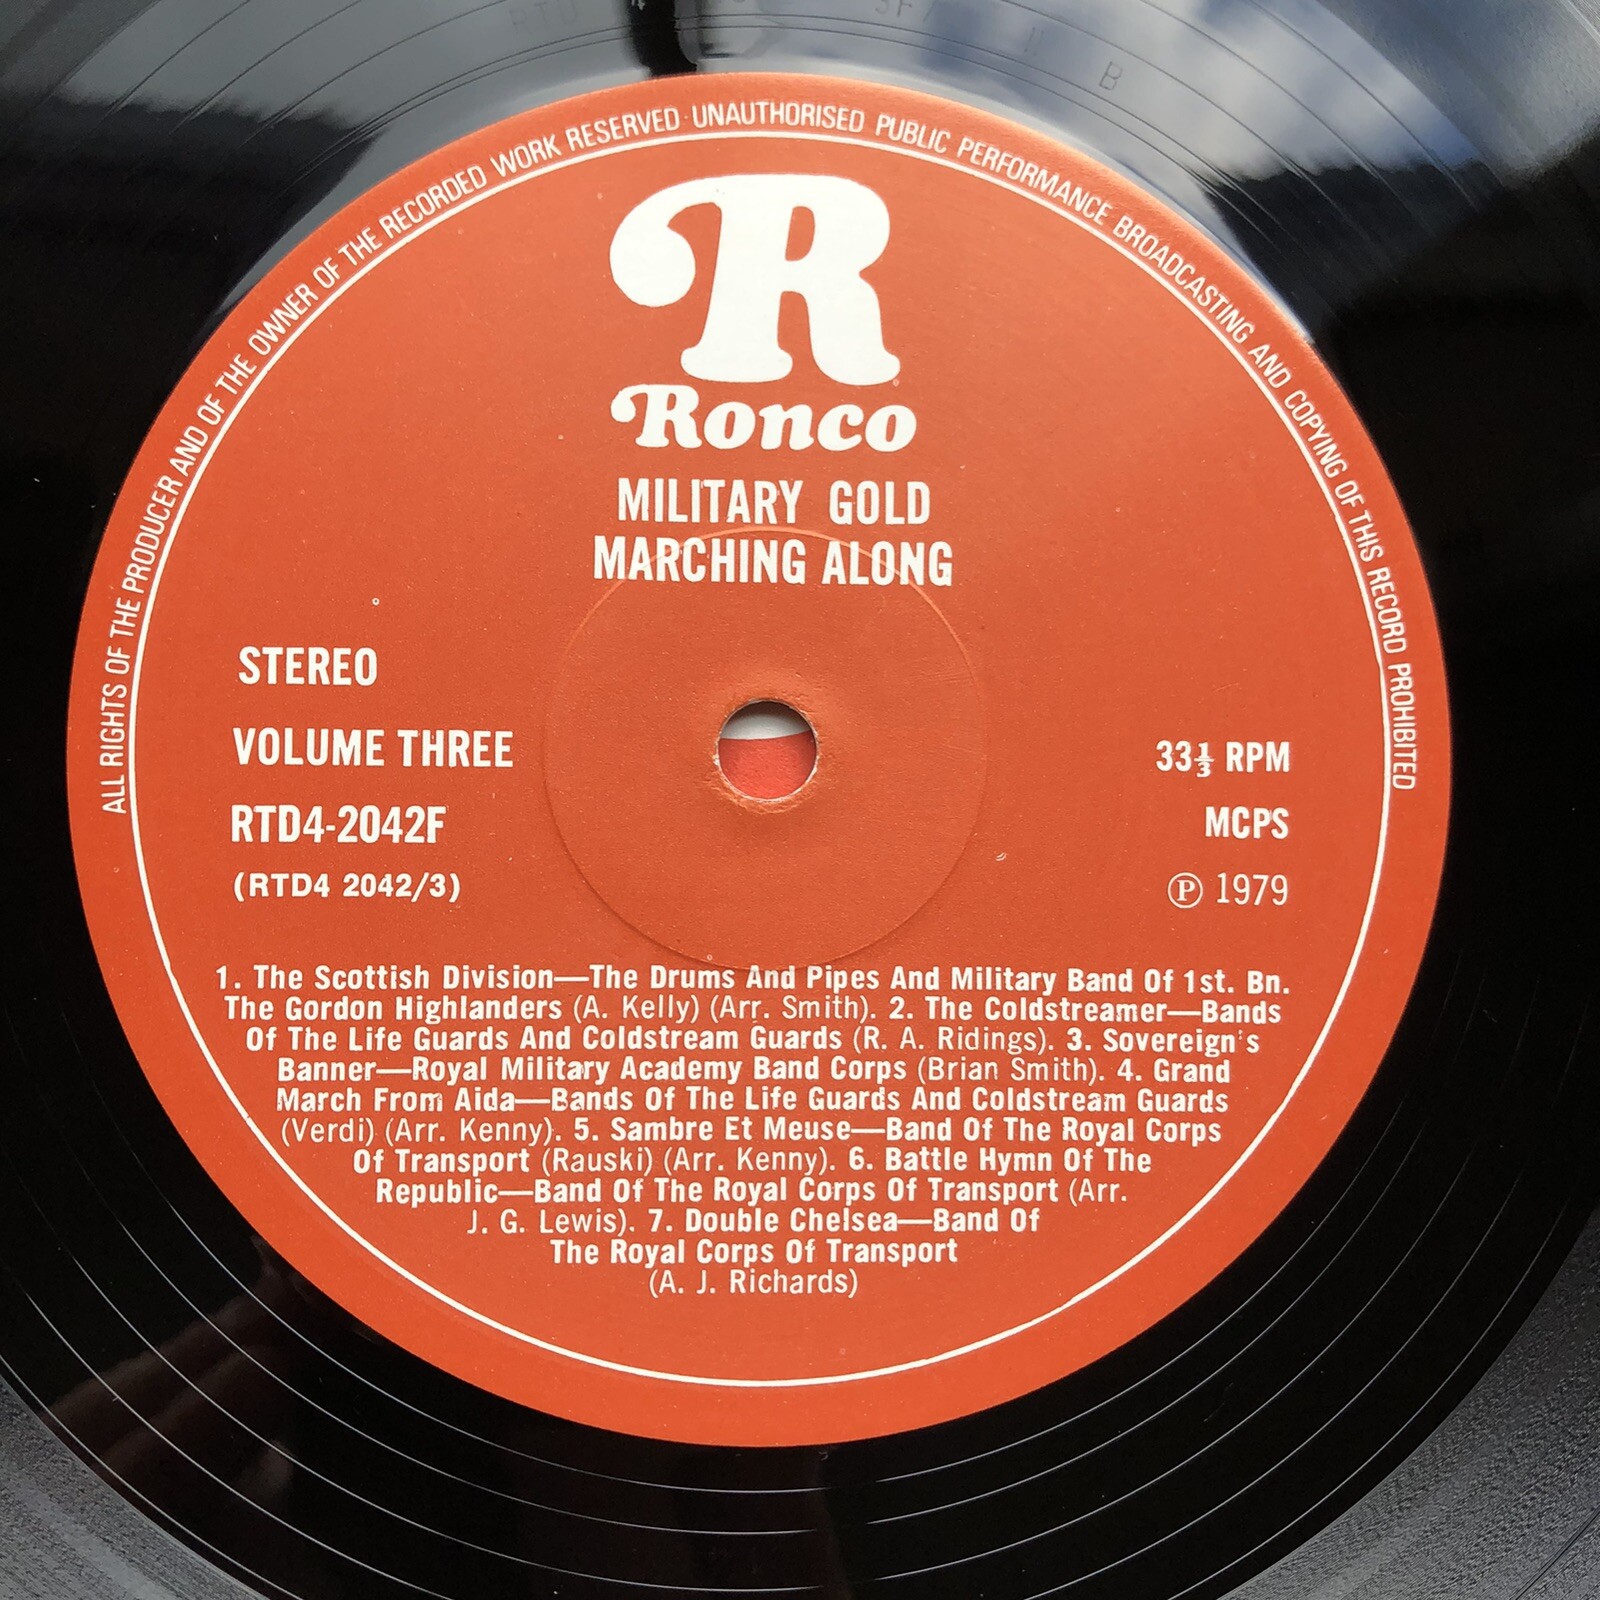 ALL RIGHTS OF THE PRODUCER AND OF THE OWNER OF THE RECORDED WORK RESERVED · UNAUTHORISED PUBLIC PERFORMANCE BROADCASTING AND COPYING OF THIS RECORD PROHIBITED
R
Ronco
MILITARY GOLD
MARCHING ALONG
STEREO
VOLUME THREE
33⅓ RPM
RTD4-2042F
MCPS
(RTD4 2042/3)
Ⓟ 1979
1. The Scottish Division—The Drums And Pipes And Military Band Of 1st. Bn.
The Gordon Highlanders (A. Kelly) (Arr. Smith). 2. The Coldstreamer—Bands
Of The Life Guards And Coldstream Guards (R. A. Ridings). 3. Sovereign's
Banner—Royal Military Academy Band Corps (Brian Smith). 4. Grand
March From Aida—Bands Of The Life Guards And Coldstream Guards
(Verdi) (Arr. Kenny). 5. Sambre Et Meuse—Band Of The Royal Corps
Of Transport (Rauski) (Arr. Kenny). 6. Battle Hymn Of The
Republic—Band Of The Royal Corps Of Transport (Arr.
J. G. Lewis). 7. Double Chelsea—Band Of
The Royal Corps Of Transport
(A. J. Richards)